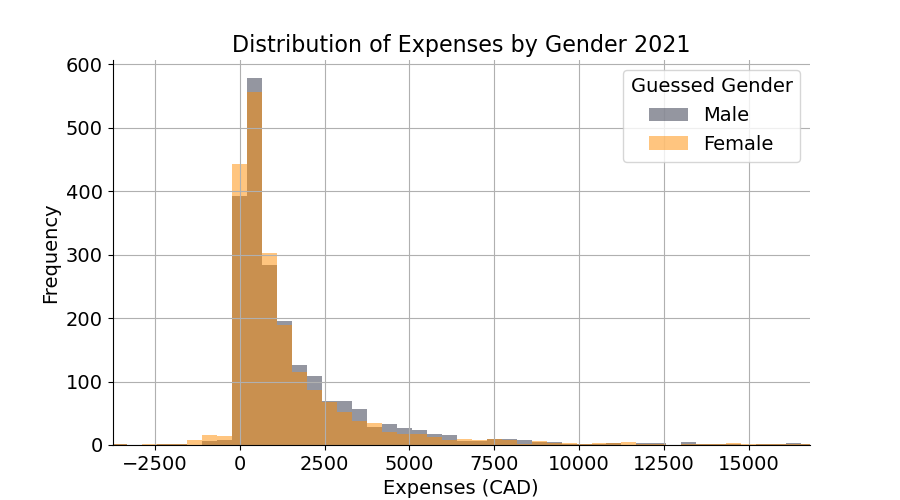 Distribution of Expenses by Gender 2021
Guessed Gender
Male
Female
600
500
400
300
200
100
0
Frequency
−2500 0 2500 5000 7500 10000 12500 15000
Expenses (CAD)